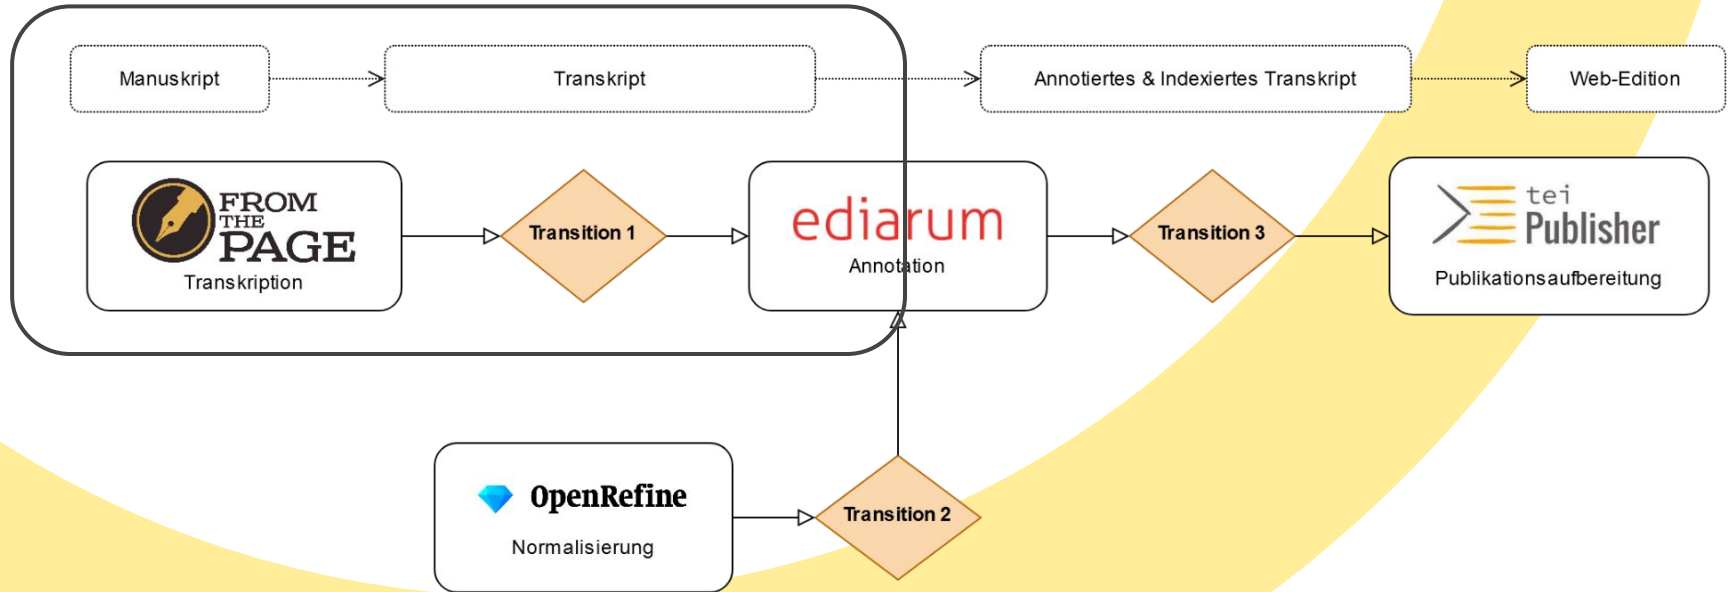 Manuskript
Transkript
Annotiertes & Indexiertes Transkript
Web-Edition
FROM
THE
PAGE
Transkription
Transition 1
ediarum
Annotation
Transition 3
tei
Publisher
Publikationsaufbereitung
OpenRefine
Normalisierung
Transition 2